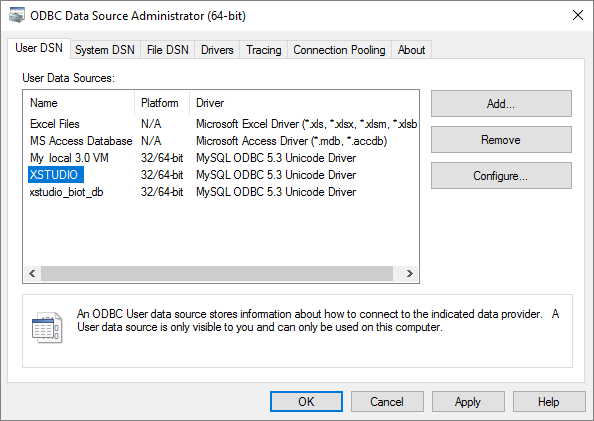 ODBC Data Source Administrator (64-bit)
User DSN System DSN File DSN Drivers Tracing Connection Pooling About
User Data Sources:
Name Platform Driver
Excel Files N/A Microsoft Excel Driver (*.xls, *.xlsx, *.xlsm, *.xlsb
MS Access Database N/A Microsoft Access Driver (*.mdb, *.accdb)
My local 3.0 VM 32/64-bit MySQL ODBC 5.3 Unicode Driver
XSTUDIO 32/64-bit MySQL ODBC 5.3 Unicode Driver
xstudio_biot_db 32/64-bit MySQL ODBC 5.3 Unicode Driver
Add...
Remove
Configure...
An ODBC User data source stores information about how to connect to the indicated data provider. A
User data source is only visible to you and can only be used on this computer.
OK Cancel Apply Help